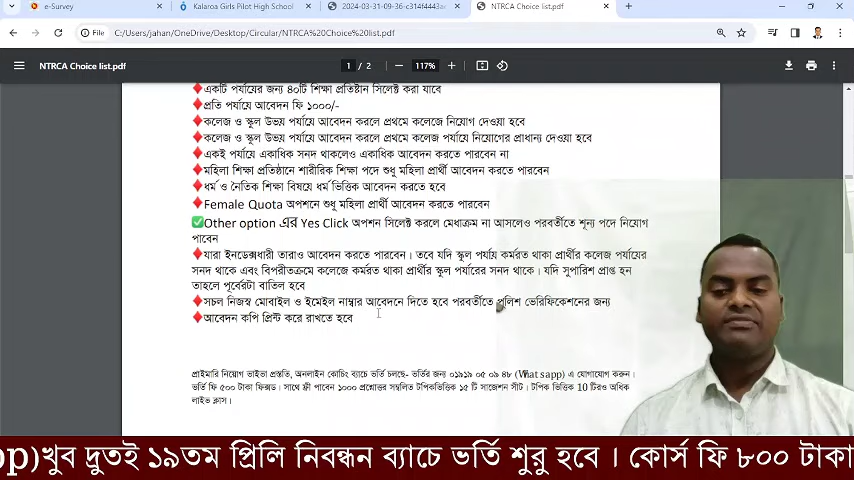 e-Survey
Kalaroa Girls Pilot High School
2024-03-31-09-36-c314f4443a
NTRCA Choice list.pdf
File
C:/Users/jahan/OneDrive/Desktop/Circular/NTRCA%20Choice%20list.pdf
NTRCA Choice list.pdf
1 / 2
117%
একটি পর্যায়ের জন্য ৪০টি শিক্ষা প্রতিষ্ঠান সিলেক্ট করা যাবে
প্রতি পর্যায়ে আবেদন ফি ১০০০/-
কলেজ ও স্কুল উভয় পর্যায়ে আবেদন করলে প্রথমে কলেজে নিয়োগ দেওয়া হবে
কলেজ ও স্কুল উভয় পর্যায়ে আবেদন করলে প্রথমে কলেজ পর্যায়ে নিয়োগের প্রাধান্য দেওয়া হবে
একই পর্যায়ে একাধিক সনদ থাকলেও একাধিক আবেদন করতে পারবেন না
মহিলা শিক্ষা প্রতিষ্ঠানে শারীরিক শিক্ষা পদে শুধু মহিলা প্রার্থী আবেদন করতে পারবেন
ধর্ম ও নৈতিক শিক্ষা বিষয়ে ধর্ম ভিত্তিক আবেদন করতে হবে
Female Quota অপশনে শুধু মহিলা প্রার্থী আবেদন করতে পারবেন
Other option এর Yes Click অপশন সিলেক্ট করলে মেধাক্রম না আসলেও পরবর্তীতে শূন্য পদে নিয়োগ
পাবেন
যারা ইনডেক্সধারী তারাও আবেদন করতে পারবেন। তবে যদি স্কুল পর্যায় কর্মরত থাকা প্রার্থীর কলেজ পর্যায়ের
সনদ থাকে এবং বিপরীতক্রমে কলেজে কর্মরত থাকা প্রার্থীর স্কুল পর্যারের সনদ থাকে। যদি সুপারিশ প্রাপ্ত হন
তাহলে পূর্বেরটা বাতিল হবে
সচল নিজস্ব মোবাইল ও ইমেইল নাম্বার আবেদনে দিতে হবে পরবর্তীতে পুলিশ ভেরিফিকেশনের জন্য
আবেদন কপি প্রিন্ট করে রাখতে হবে
প্রাইমারি নিয়োগ ভাইভা প্রস্তুতি, অনলাইন কোচিং ব্যাচে ভর্তি চলছে- ভর্তির জন্য ০১৯১৯ ০৫ ০৯ ৪৮ (Whatsapp) এ যোগাযোগ করুন।
ভর্তি ফি ৫০০ টাকা ফিক্সড। সাথে ফ্রী পাবেন ১০০০ প্রশ্নোত্তর সম্বলিত টপিকভিত্তিক ১৫ টি সাজেশন সীট। টপিক ভিত্তিক 10 টিরও অধিক
লাইভ ক্লাস।
pp)খুব দ্রুতই ১৯তম প্রিলি নিবন্ধন ব্যাচে ভর্তি শুরু হবে । কোর্স ফি ৮০০ টাকা